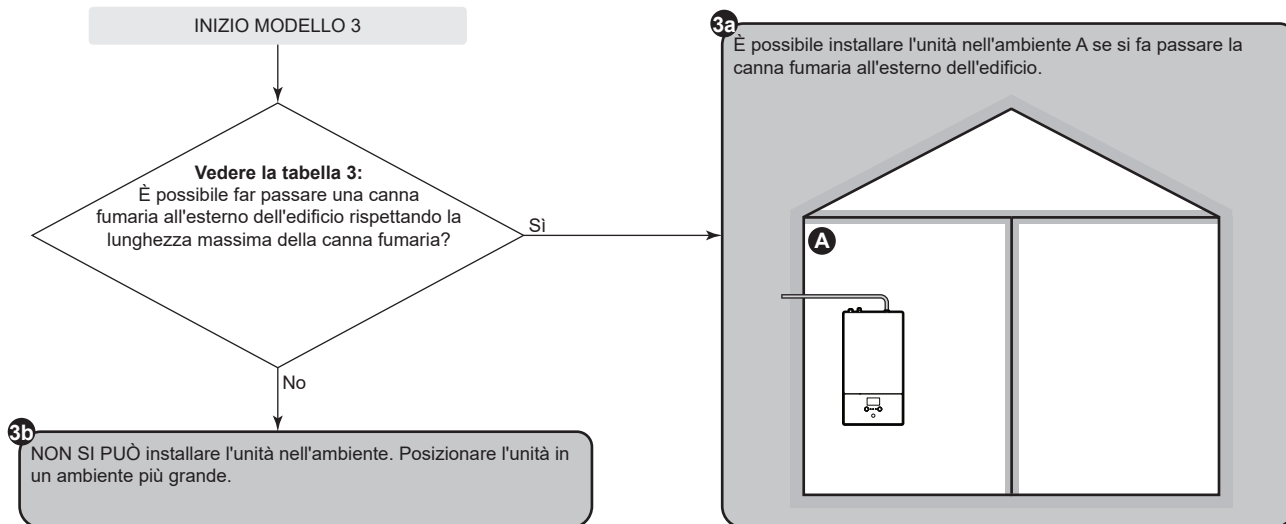 INIZIO MODELLO 3
Vedere la tabella 3:
È possibile far passare una canna
fumaria all'esterno dell'edificio rispettando la
lunghezza massima della canna fumaria?
Sì
No
3a
È possibile installare l'unità nell'ambiente A se si fa passare la
canna fumaria all'esterno dell'edificio.
A
3b
NON SI PUÒ installare l'unità nell'ambiente. Posizionare l'unità in
un ambiente più grande.